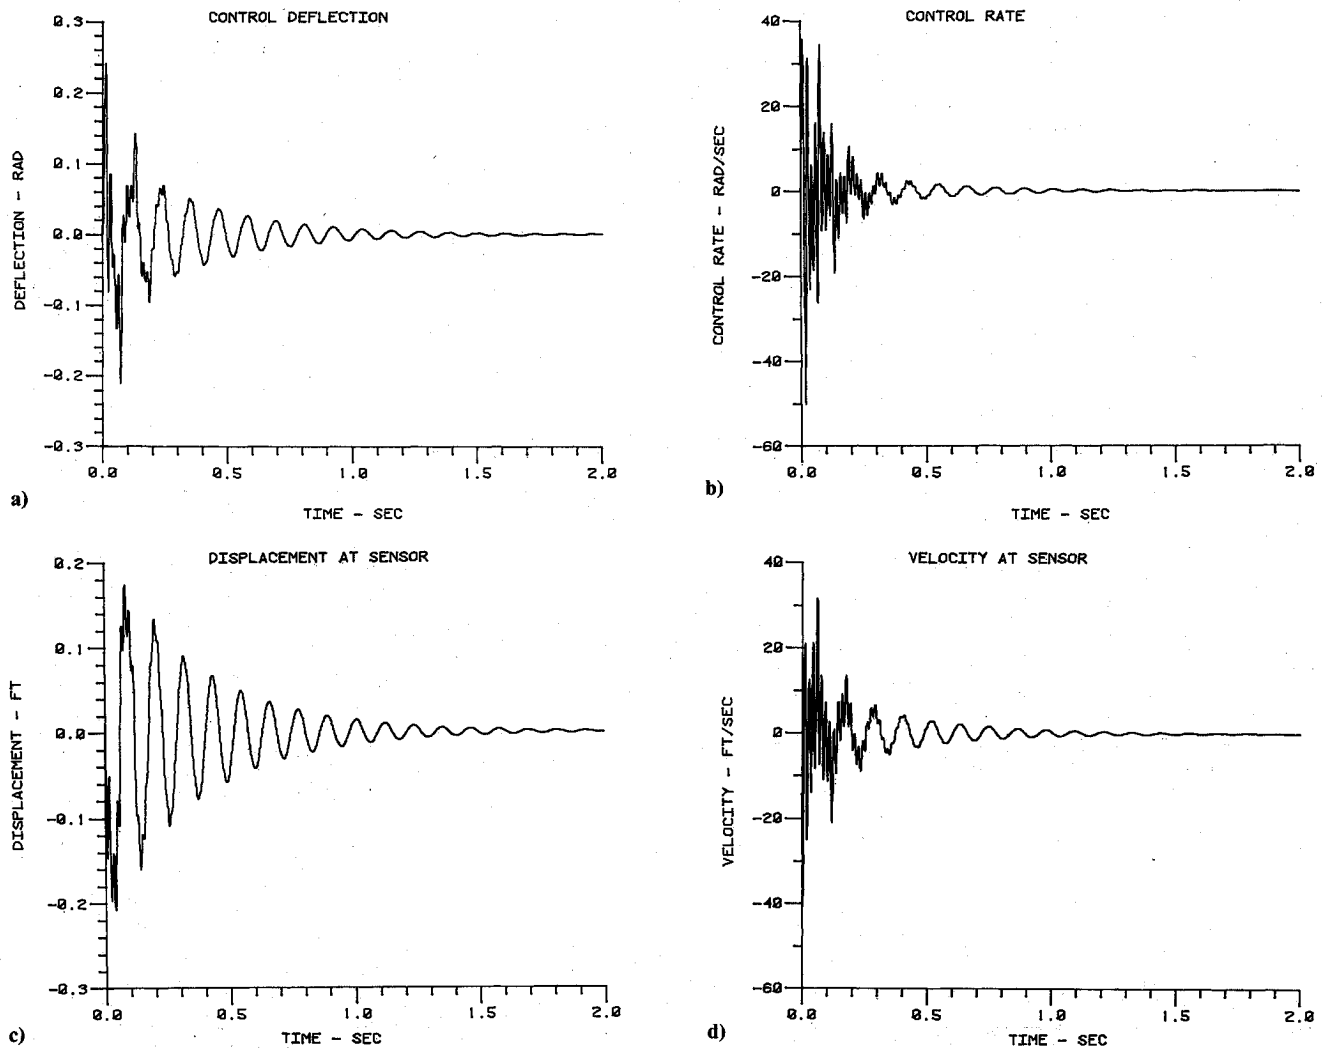 CONTROL DEFLECTION
0.3
0.2
0.1
0.0
-0.1
-0.2
-0.3
DEFLECTION - RAD
0.0 0.5 1.0 1.5 2.0
TIME - SEC
a)
CONTROL RATE
40
20
0
-20
-40
-60
CONTROL RATE - RAD/SEC
0.0 0.5 1.0 1.5 2.0
TIME - SEC
b)
DISPLACEMENT AT SENSOR
0.2
0.1
0.0
-0.1
-0.2
-0.3
DISPLACEMENT - FT
0.0 0.5 1.0 1.5 2.0
TIME - SEC
c)
VELOCITY AT SENSOR
40
20
0
-20
-40
-60
VELOCITY - FT/SEC
0.0 0.5 1.0 1.5 2.0
TIME - SEC
d)